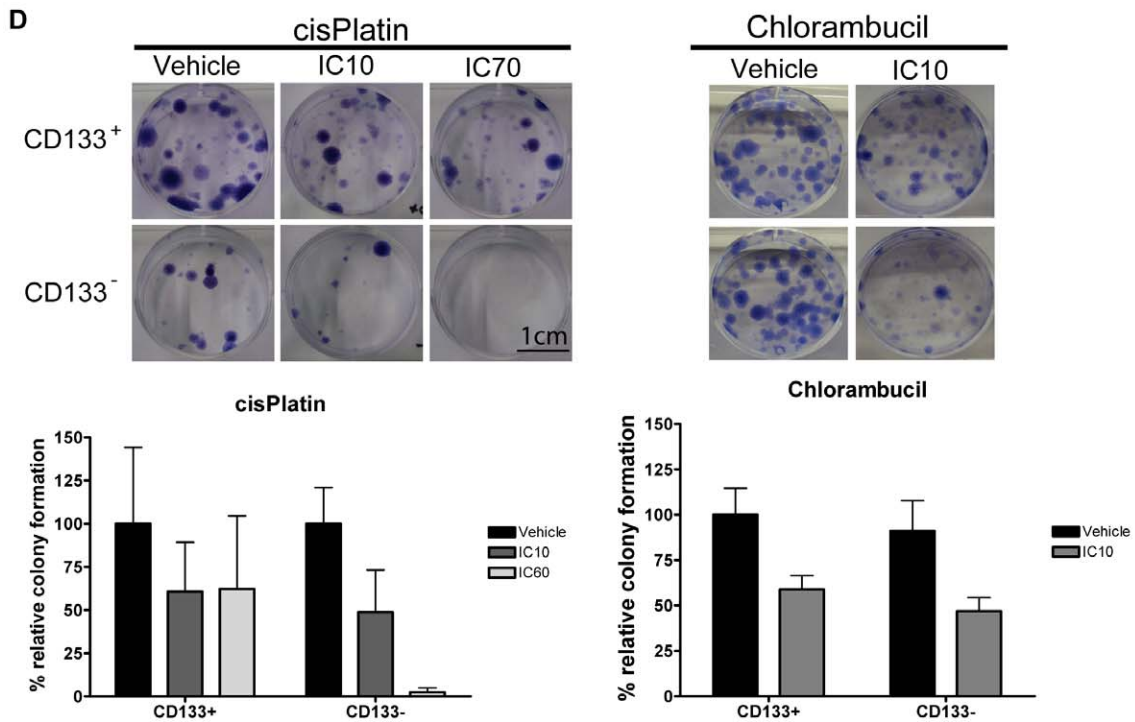 D
cisPlatin
Vehicle IC10 IC70
Chlorambucil
Vehicle IC10
CD133+
CD133-
1cm
cisPlatin
% relative colony formation
150
125
100
75
50
25
0
CD133+ CD133-
Vehicle
IC10
IC60
Chlorambucil
% relative colony formation
150
125
100
75
50
25
0
CD133+ CD133-
Vehicle
IC10